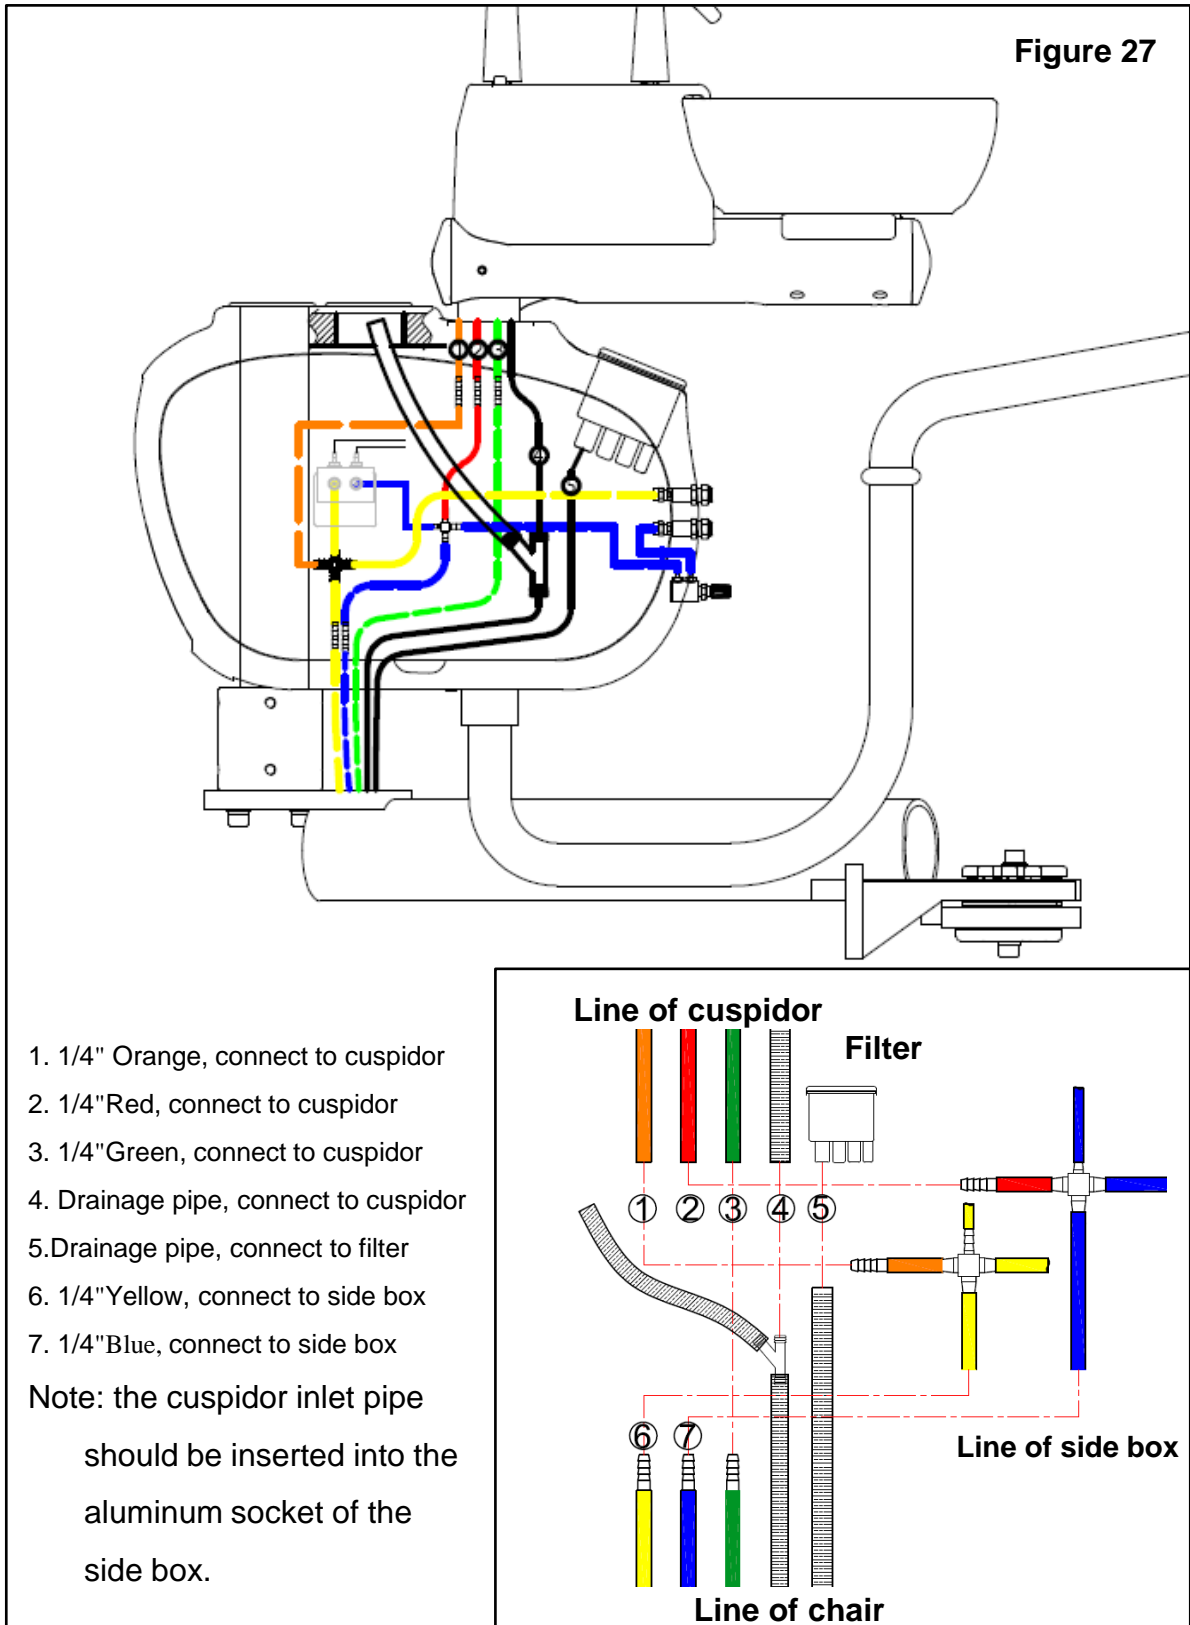 Figure 27
1. 1/4" Orange, connect to cuspidor
2. 1/4"Red, connect to cuspidor
3. 1/4"Green, connect to cuspidor
4. Drainage pipe, connect to cuspidor
5.Drainage pipe, connect to filter
6. 1/4"Yellow, connect to side box
7. 1/4"Blue, connect to side box
Note: the cuspidor inlet pipe
should be inserted into the
aluminum socket of the
side box.
Line of cuspidor
Filter
1 2 3 4 5
6 7
Line of side box
Line of chair